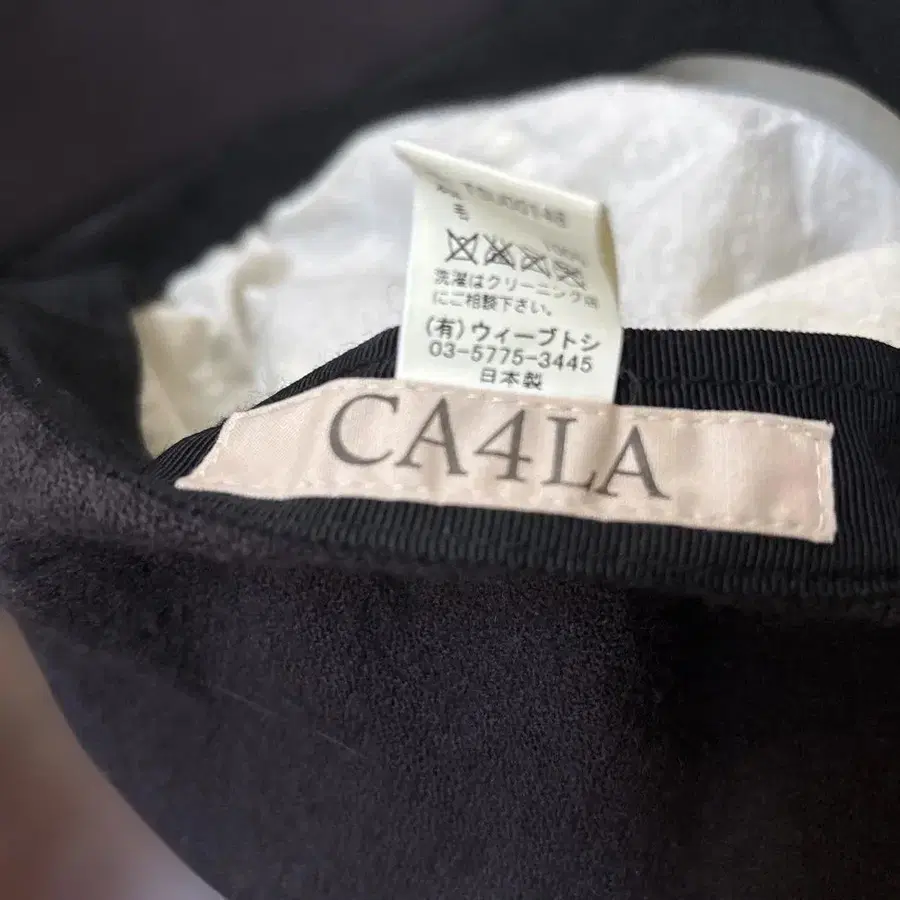 毛
洗濯はクリーニング店
にご相談下さい。
(有)ウィーブトシ
03-5775-3445
日本製
CA4LA